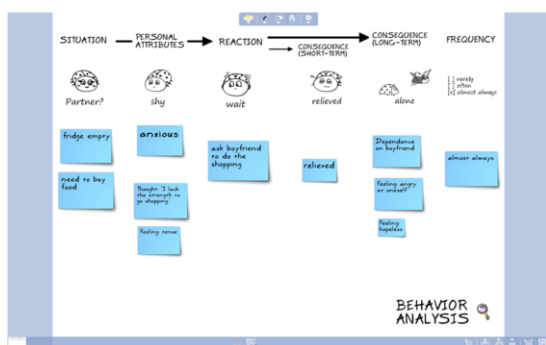 SITUATION
PERSONAL
ATTRIBUTES
REACTION
CONSEQUENCE
(SHORT-TERM)
CONSEQUENCE
(LONG-TERM)
FREQUENCY
Partner?
shy
wait
relieved
alone
[ ] rarely
[ ] often
[x] almost always
fridge empty
need to buy
food
anxious
Thought: "I lack
the strength to
go shopping."
Feeling: tense
ask boyfriend
to do the
shopping
relieved
Dependance
on boyfriend
Feeling angry
at oneself
Feeling:
hopeless
almost always
BEHAVIOR
ANALYSIS